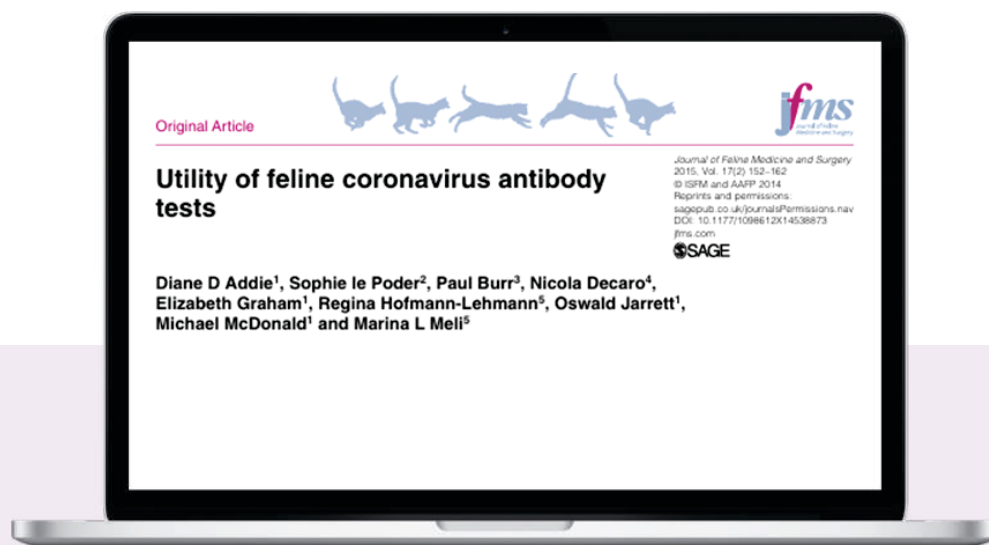 Original Article
jfms
Journal of Feline
Medicine and Surgery
Utility of feline coronavirus antibody
tests
Journal of Feline Medicine and Surgery
2015, Vol. 17(2) 152–162
© ISFM and AAFP 2014
Reprints and permissions:
sagepub.co.uk/journalsPermissions.nav
DOI: 10.1177/1098612X14538873
jfms.com
SAGE
Diane D Addie¹, Sophie le Poder², Paul Burr³, Nicola Decaro⁴,
Elizabeth Graham¹, Regina Hofmann-Lehmann⁵, Oswald Jarrett¹,
Michael McDonald¹ and Marina L Meli⁵